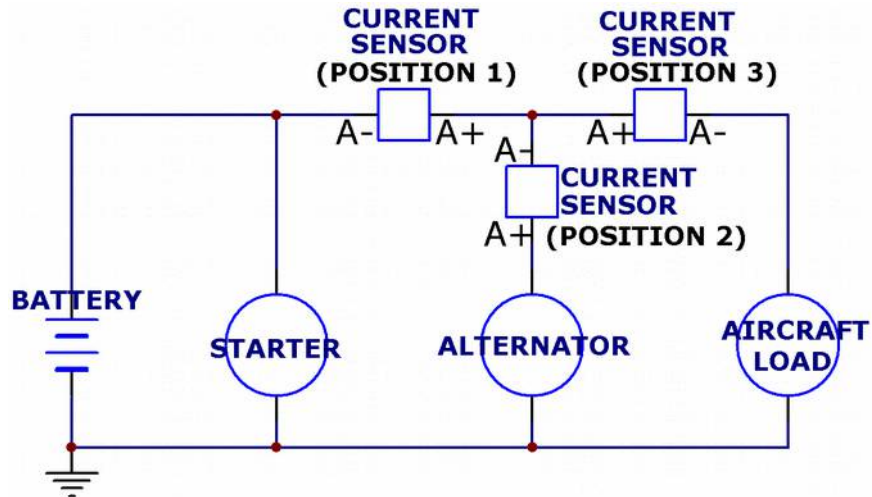 CURRENT
SENSOR
(POSITION 1)
CURRENT
SENSOR
(POSITION 3)
A-
A+
A+
A-
A-
CURRENT
SENSOR
A+
(POSITION 2)
BATTERY
STARTER
ALTERNATOR
AIRCRAFT
LOAD